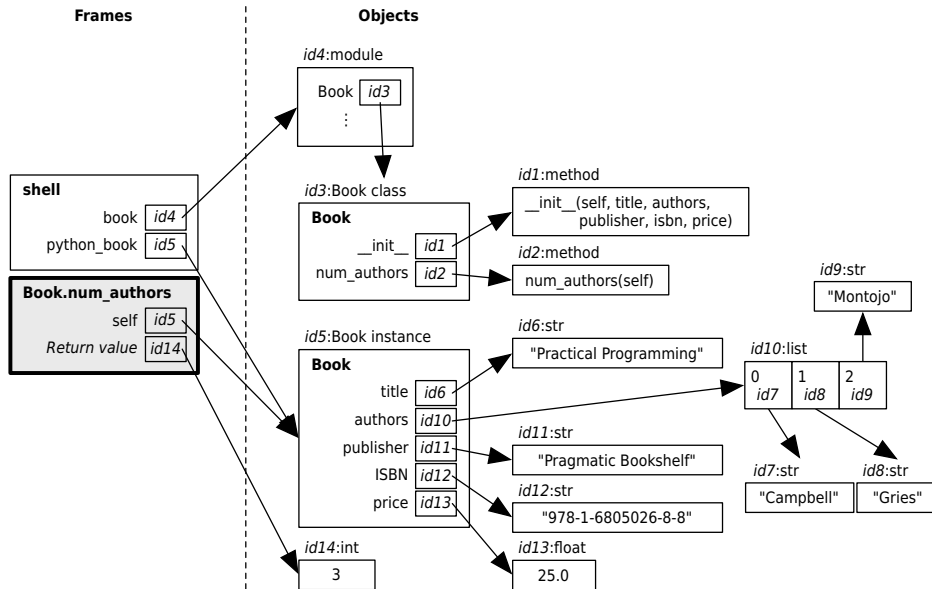 Frames
Objects
id4:module
Book id3
⋮
shell
book id4
python_book id5
Book.num_authors
self id5
Return value id14
id3:Book class
Book
__init__ id1
num_authors id2
id1:method
__init__(self, title, authors,
publisher, isbn, price)
id2:method
num_authors(self)
id5:Book instance
Book
title id6
authors id10
publisher id11
ISBN id12
price id13
id6:str
"Practical Programming"
id9:str
"Montojo"
id10:list
0 1 2
id7 id8 id9
id11:str
"Pragmatic Bookshelf"
id7:str
"Campbell"
id8:str
"Gries"
id12:str
"978-1-6805026-8-8"
id14:int
3
id13:float
25.0